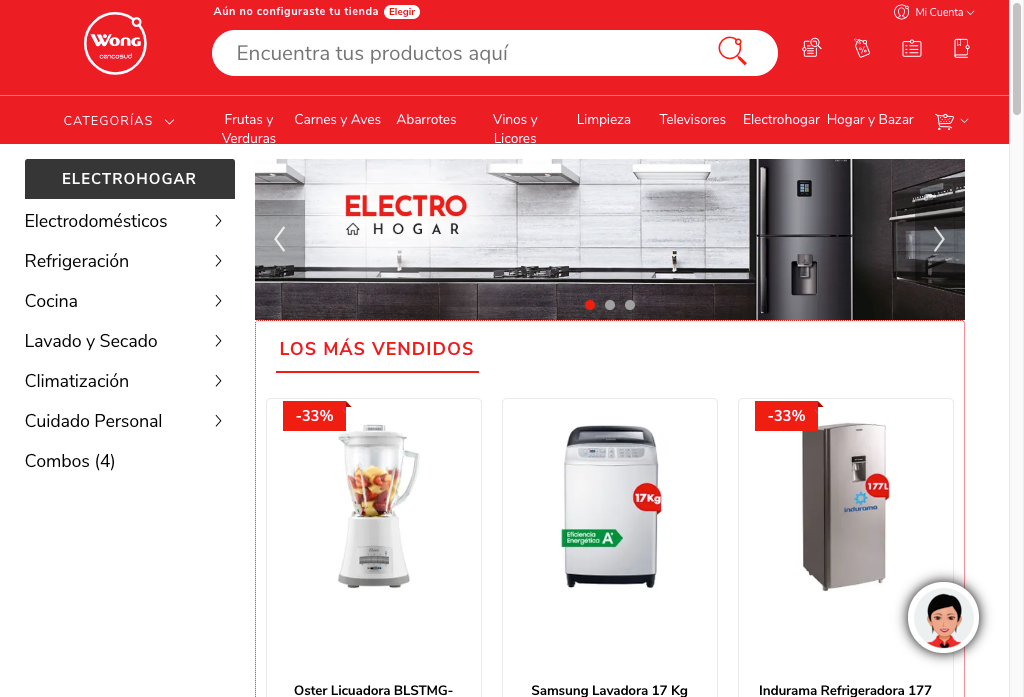 Aún no configuraste tu tienda Elegir
Mi Cuenta
Wong
cencosud
Encuentra tus productos aquí
CATEGORÍAS
Frutas y
Verduras
Carnes y Aves
Abarrotes
Vinos y
Licores
Limpieza
Televisores
Electrohogar
Hogar y Bazar
ELECTROHOGAR
Electrodomésticos
Refrigeración
Cocina
Lavado y Secado
Climatización
Cuidado Personal
Combos (4)
ELECTRO
HOGAR
LOS MÁS VENDIDOS
-33%
-33%
17Kg
Eficiencia
Energética A+
177L
indurama
Oster Licuadora BLSTMG-
Samsung Lavadora 17 Kg
Indurama Refrigeradora 177